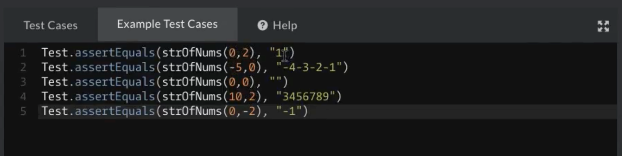 Test Cases Example Test Cases Help
1 Test.assertEquals(strOfNums(0,2), "1")
2 Test.assertEquals(strOfNums(-5,0), "-4-3-2-1")
3 Test.assertEquals(strOfNums(0,0), "")
4 Test.assertEquals(strOfNums(10,2), "3456789")
5 Test.assertEquals(strOfNums(0,-2), "-1")